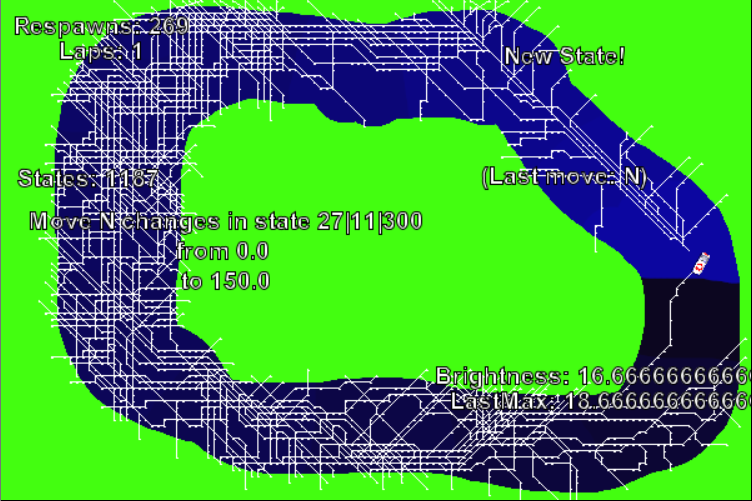 Respawns: 269
Laps: 1
New State!
States: 1187
(Last move: N)
Move N changes in state 27|11|300
from 0.0
to 150.0
Brightness: 16.66666666666
LastMax: 18.6666666666